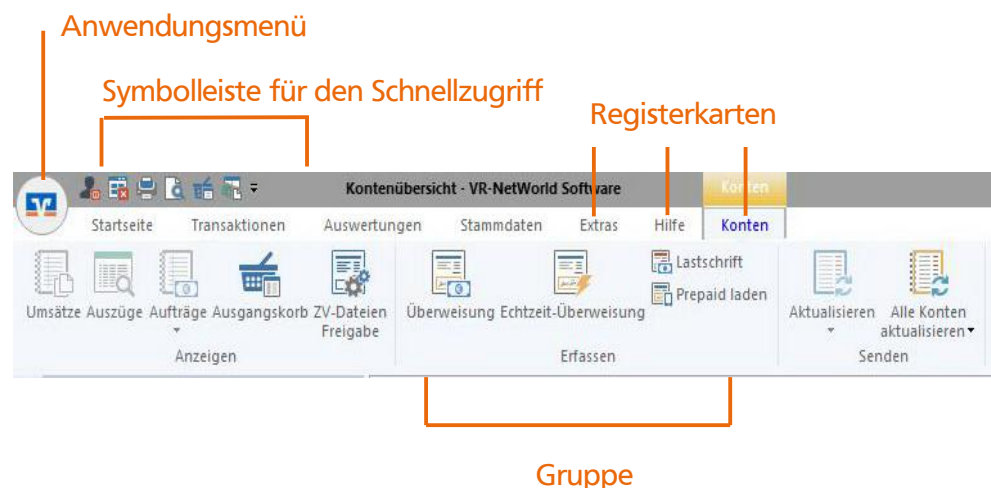 Anwendungsmenü
Symbolleiste für den Schnellzugriff
Registerkarten
Kontenübersicht - VR-NetWorld Software
Konten
Startseite Transaktionen Auswertungen Stammdaten Extras Hilfe Konten
Umsätze Auszüge Aufträge Ausgangskorb ZV-Dateien Freigabe
Anzeigen
Überweisung Echtzeit-Überweisung
Lastschrift
Prepaid laden
Erfassen
Aktualisieren Alle Konten aktualisieren
Senden
Gruppe